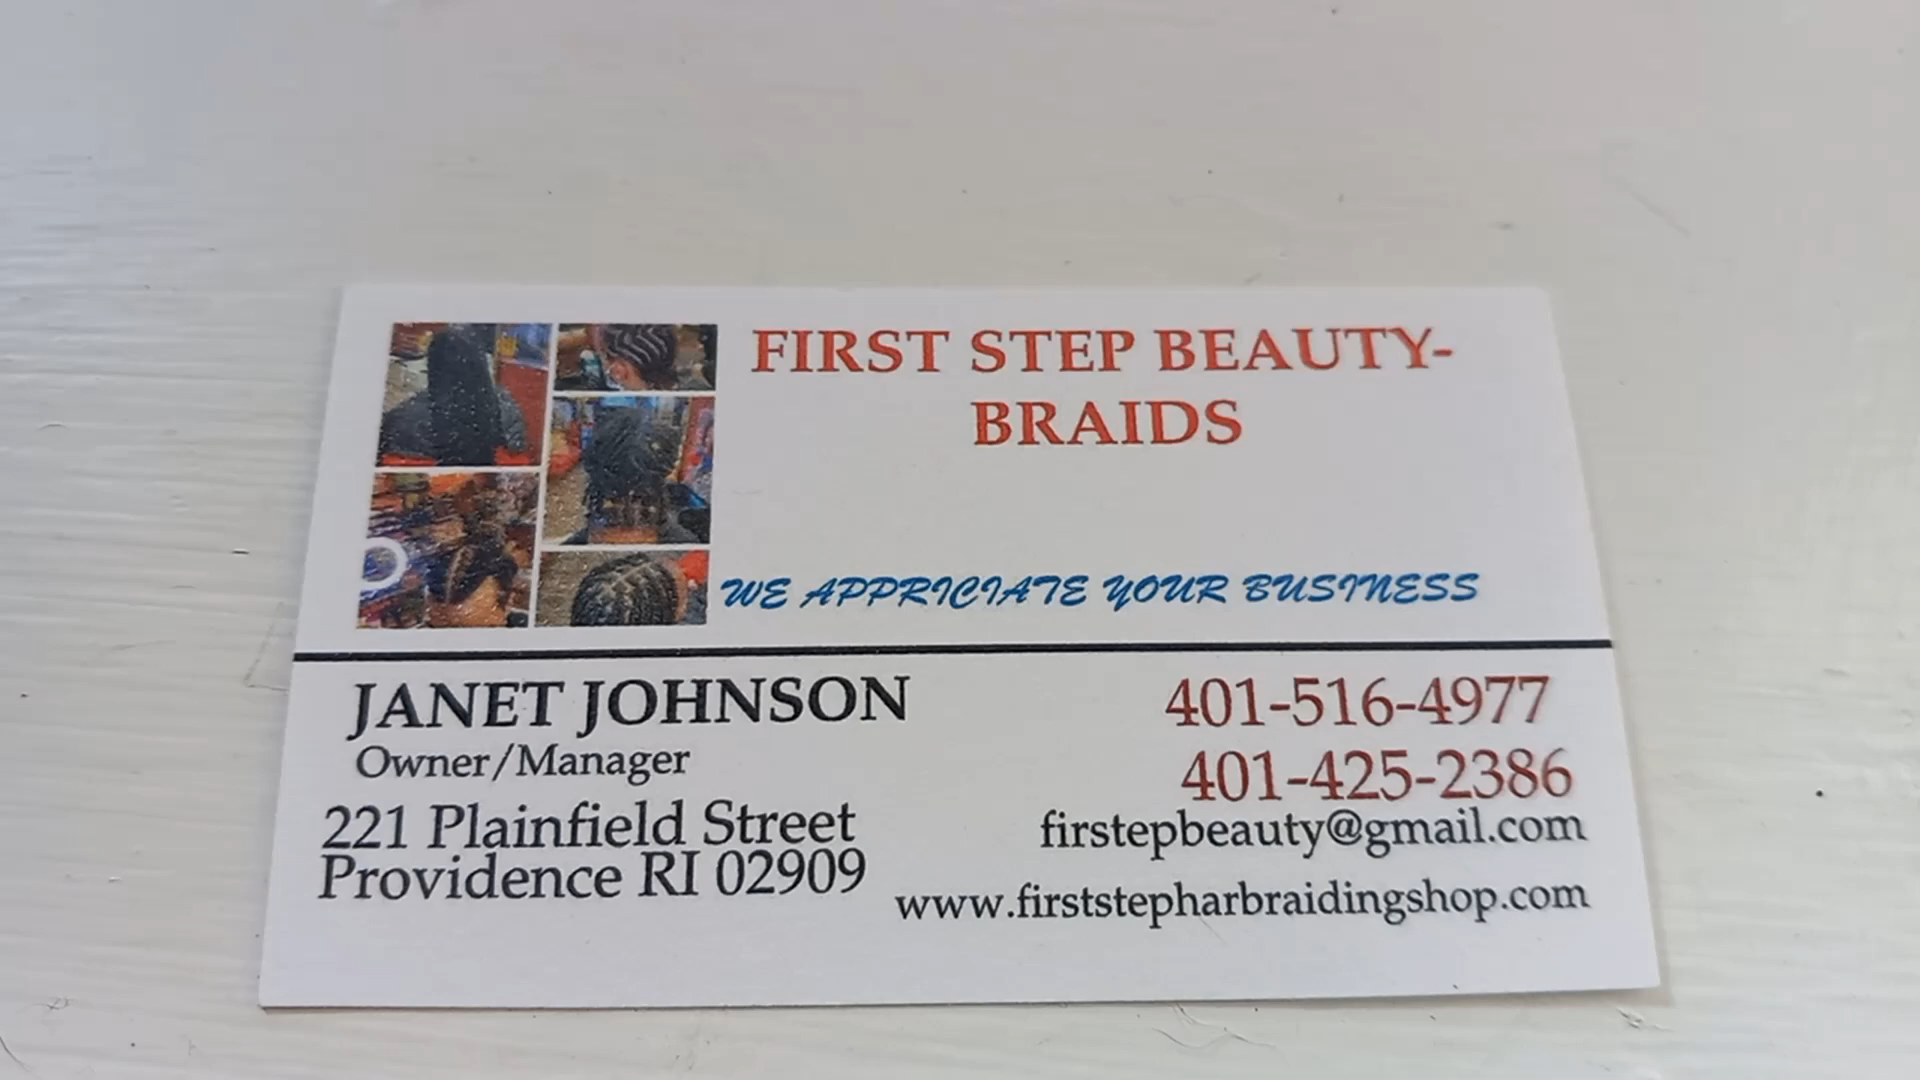 FIRST STEP BEAUTY-
BRAIDS
WE APPRICIATE YOUR BUSINESS
JANET JOHNSON
Owner/Manager
221 Plainfield Street
Providence RI 02909
401-516-4977
401-425-2386
firstepbeauty@gmail.com
www.firststepharbraidingshop.com